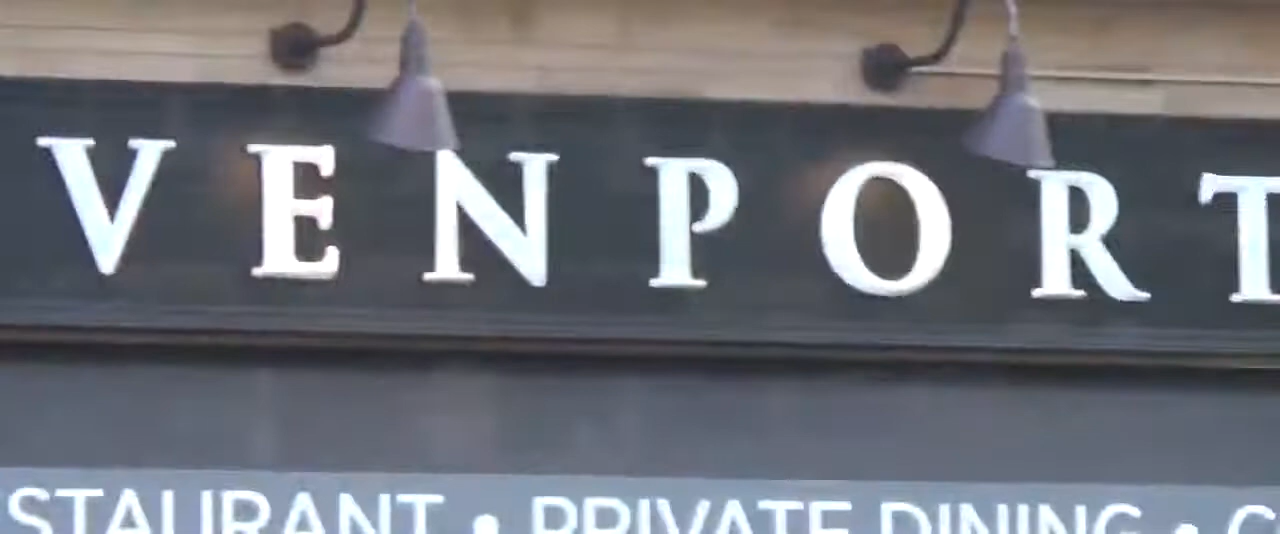 VENPORT
STAURANT • PRIVATE DINING • C